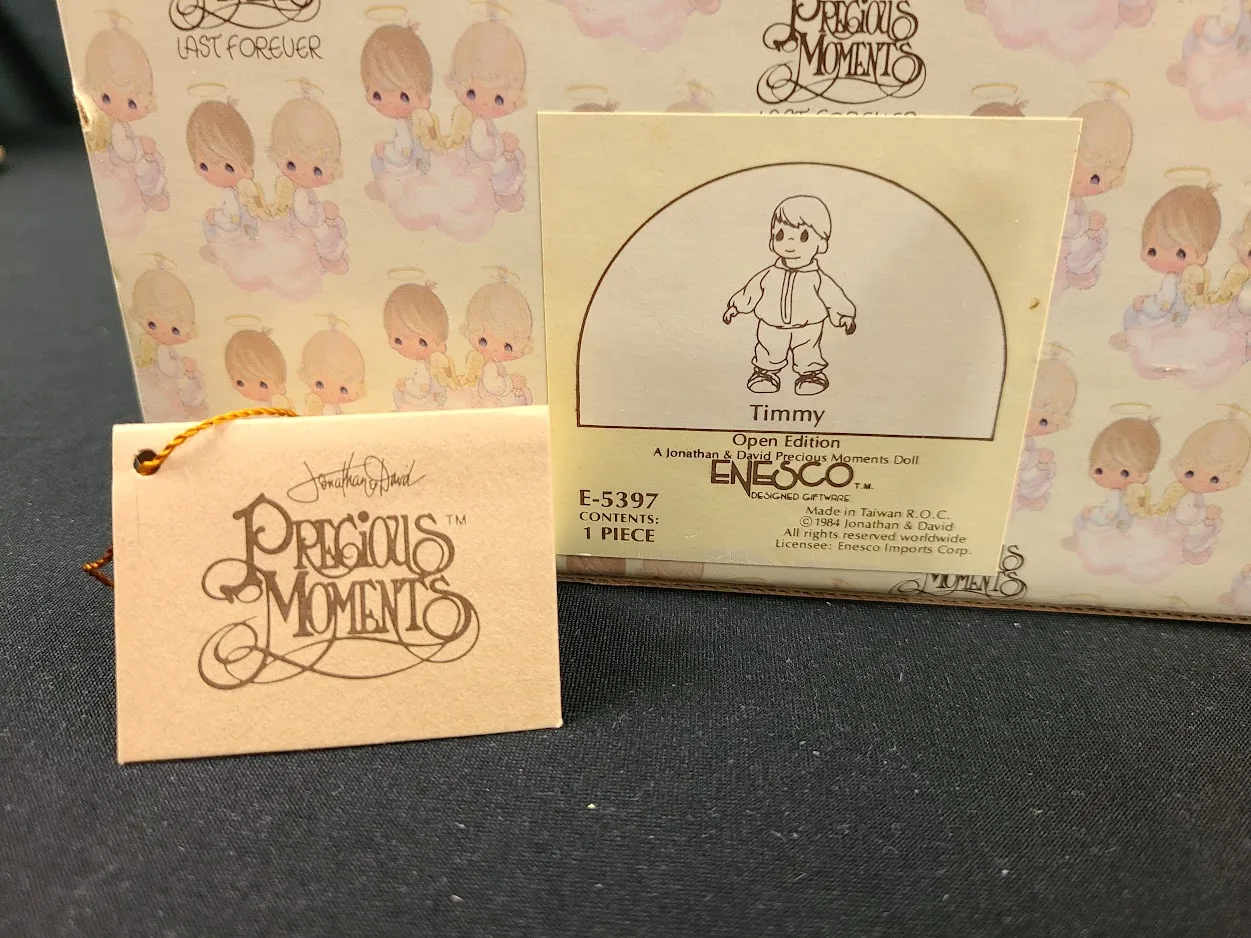 LAST FOREVER
PRECIOUS
MOMENTS
Timmy
Open Edition
A Jonathan & David Precious Moments Doll
ENESCO T.M.
DESIGNED GIFTWARE
E-5397
CONTENTS:
1 PIECE
Made in Taiwan R.O.C.
© 1984 Jonathan & David
All rights reserved worldwide
Licensee: Enesco Imports Corp.
Jonathan & David
PRECIOUS™
MOMENTS
MOMENTS